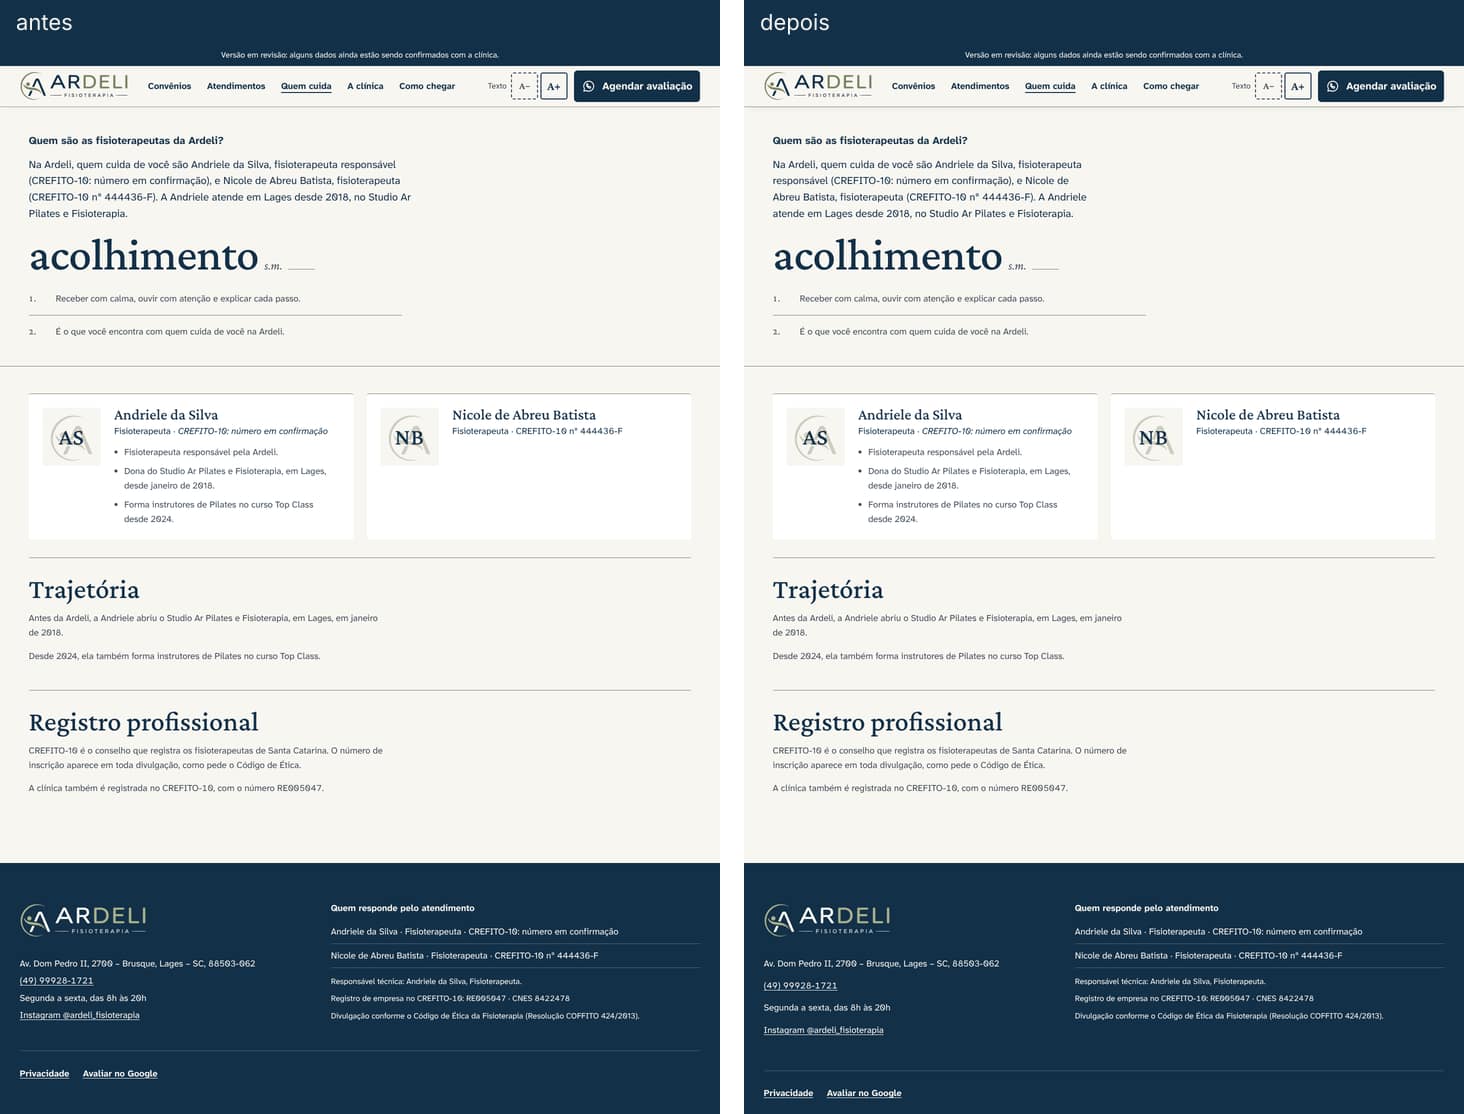 antes
Versão em revisão: alguns dados ainda estão sendo confirmados com a clínica.
ARDELI
FISIOTERAPIA
Convênios Atendimentos Quem cuida A clínica Como chegar Texto A− A+ Agendar avaliação
Quem são as fisioterapeutas da Ardeli?
Na Ardeli, quem cuida de você são Andriele da Silva, fisioterapeuta responsável
(CREFITO-10: número em confirmação), e Nicole de Abreu Batista, fisioterapeuta
(CREFITO-10 nº 444436-F). A Andriele atende em Lages desde 2018, no Studio Ar
Pilates e Fisioterapia.
acolhimento s.m.
1. Receber com calma, ouvir com atenção e explicar cada passo.
2. É o que você encontra com quem cuida de você na Ardeli.
AS
Andriele da Silva
Fisioterapeuta · CREFITO-10: número em confirmação
• Fisioterapeuta responsável pela Ardeli.
• Dona do Studio Ar Pilates e Fisioterapia, em Lages,
desde janeiro de 2018.
• Forma instrutores de Pilates no curso Top Class
desde 2024.
NB
Nicole de Abreu Batista
Fisioterapeuta · CREFITO-10 nº 444436-F
Trajetória
Antes da Ardeli, a Andriele abriu o Studio Ar Pilates e Fisioterapia, em Lages, em janeiro
de 2018.
Desde 2024, ela também forma instrutores de Pilates no curso Top Class.
Registro profissional
CREFITO-10 é o conselho que registra os fisioterapeutas de Santa Catarina. O número de
inscrição aparece em toda divulgação, como pede o Código de Ética.
A clínica também é registrada no CREFITO-10, com o número RE005047.
ARDELI
FISIOTERAPIA
Av. Dom Pedro II, 2700 – Brusque, Lages – SC, 88503-062
(49) 99928-1721
Segunda a sexta, das 8h às 20h
Instagram @ardeli_fisioterapia
Quem responde pelo atendimento
Andriele da Silva · Fisioterapeuta · CREFITO-10: número em confirmação
Nicole de Abreu Batista · Fisioterapeuta · CREFITO-10 nº 444436-F
Responsável técnica: Andriele da Silva, Fisioterapeuta.
Registro de empresa no CREFITO-10: RE005047 · CNES 8422478
Divulgação conforme o Código de Ética da Fisioterapia (Resolução COFFITO 424/2013).
Privacidade Avaliar no Google
depois
Versão em revisão: alguns dados ainda estão sendo confirmados com a clínica.
ARDELI
FISIOTERAPIA
Convênios Atendimentos Quem cuida A clínica Como chegar Texto A− A+ Agendar avaliação
Quem são as fisioterapeutas da Ardeli?
Na Ardeli, quem cuida de você são Andriele da Silva, fisioterapeuta
responsável (CREFITO-10: número em confirmação), e Nicole de
Abreu Batista, fisioterapeuta (CREFITO-10 nº 444436-F). A Andriele
atende em Lages desde 2018, no Studio Ar Pilates e Fisioterapia.
acolhimento s.m.
1. Receber com calma, ouvir com atenção e explicar cada passo.
2. É o que você encontra com quem cuida de você na Ardeli.
AS
Andriele da Silva
Fisioterapeuta · CREFITO-10: número em confirmação
• Fisioterapeuta responsável pela Ardeli.
• Dona do Studio Ar Pilates e Fisioterapia, em Lages,
desde janeiro de 2018.
• Forma instrutores de Pilates no curso Top Class
desde 2024.
NB
Nicole de Abreu Batista
Fisioterapeuta · CREFITO-10 nº 444436-F
Trajetória
Antes da Ardeli, a Andriele abriu o Studio Ar Pilates e Fisioterapia, em Lages, em janeiro
de 2018.
Desde 2024, ela também forma instrutores de Pilates no curso Top Class.
Registro profissional
CREFITO-10 é o conselho que registra os fisioterapeutas de Santa Catarina. O número de
inscrição aparece em toda divulgação, como pede o Código de Ética.
A clínica também é registrada no CREFITO-10, com o número RE005047.
ARDELI
FISIOTERAPIA
Av. Dom Pedro II, 2700 – Brusque, Lages – SC, 88503-062
(49) 99928-1721
Segunda a sexta, das 8h às 20h
Instagram @ardeli_fisioterapia
Quem responde pelo atendimento
Andriele da Silva · Fisioterapeuta · CREFITO-10: número em confirmação
Nicole de Abreu Batista · Fisioterapeuta · CREFITO-10 nº 444436-F
Responsável técnica: Andriele da Silva, Fisioterapeuta.
Registro de empresa no CREFITO-10: RE005047 · CNES 8422478
Divulgação conforme o Código de Ética da Fisioterapia (Resolução COFFITO 424/2013).
Privacidade Avaliar no Google